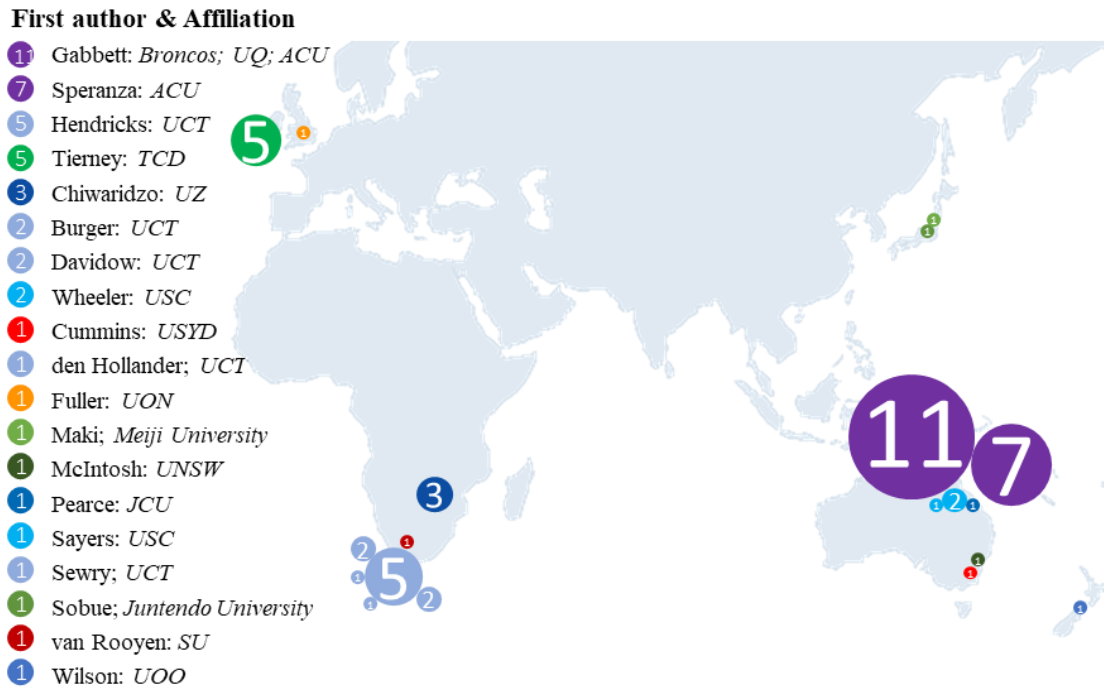 First author & Affiliation
11 Gabbett: Broncos; UQ; ACU
7 Speranza: ACU
5 Hendricks: UCT
5 Tierney: TCD
3 Chiwaridzo: UZ
2 Burger: UCT
2 Davidow: UCT
2 Wheeler: USC
1 Cummins: USYD
1 den Hollander; UCT
1 Fuller: UON
1 Maki; Meiji University
1 McIntosh: UNSW
1 Pearce: JCU
1 Sayers: USC
1 Sewry; UCT
1 Sobue; Juntendo University
1 van Rooyen: SU
1 Wilson: UOO
5
1
1
1
11
7
3
1
2
1
1
2
5
1
2
1
1
1
1